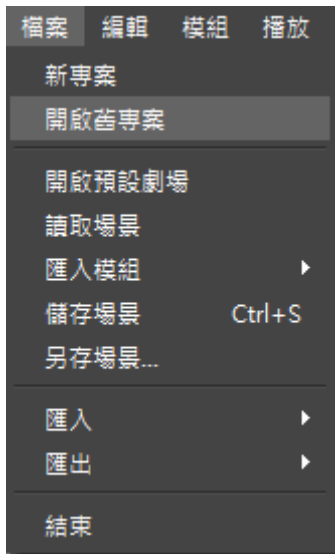 檔案 編輯 模組 播放
新專案
開啟舊專案
開啟預設劇場
讀取場景
匯入模組
儲存場景 Ctrl+S
另存場景...
匯入
匯出
結束